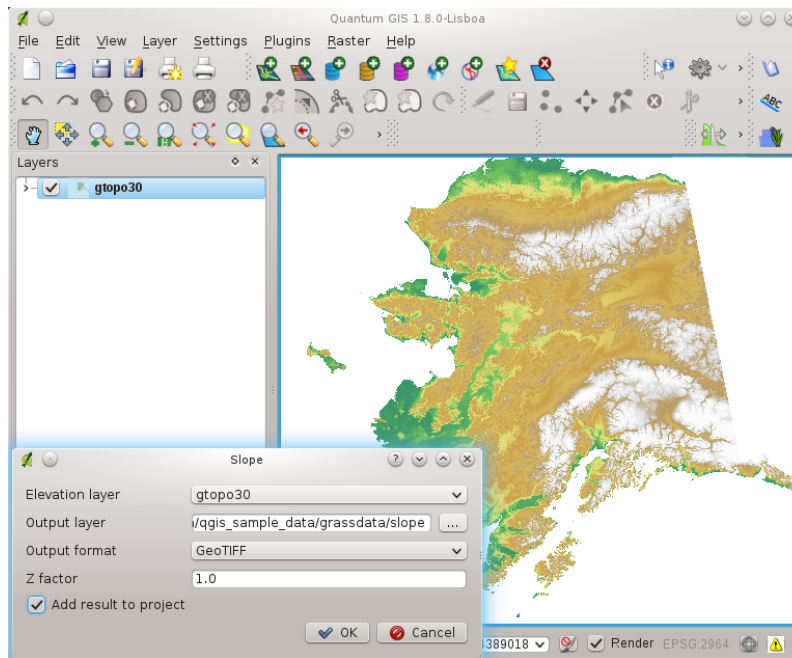 Quantum GIS 1.8.0-Lisboa
File Edit View Layer Settings Plugins Raster Help
ABC
Layers
gtopo30
Slope
Elevation layer gtopo30
Output layer /qgis_sample_data/grassdata/slope ...
Output format GeoTIFF
Z factor 1.0
Add result to project
OK Cancel
4389018 Render EPSG:2964